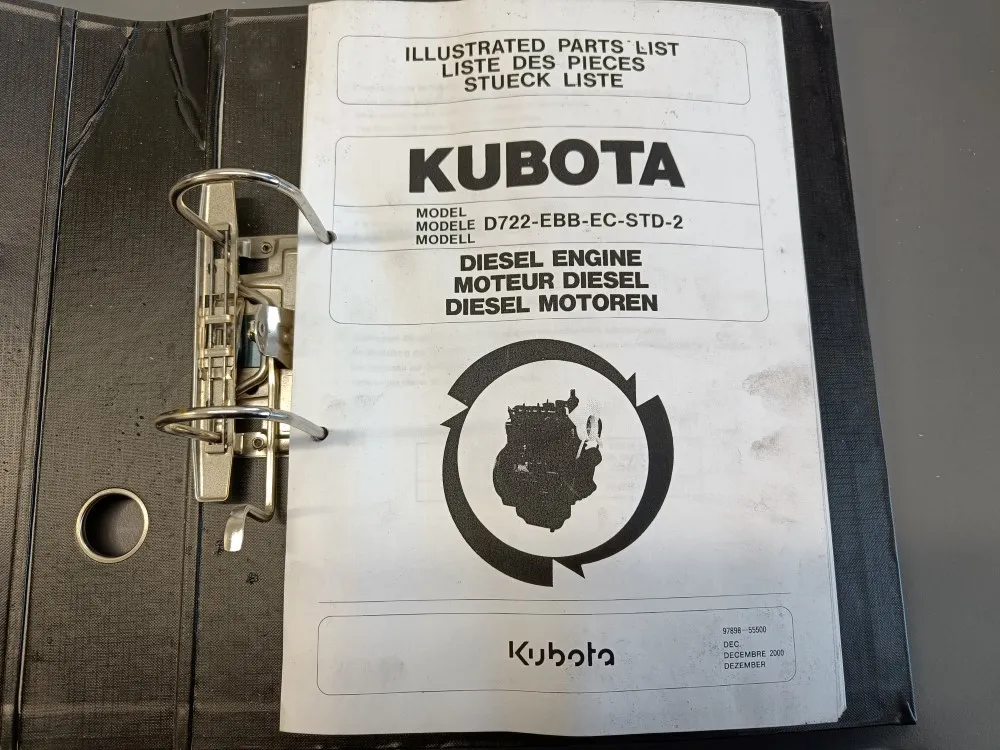 ILLUSTRATED PARTS LIST
LISTE DES PIECES
STUECK LISTE
KUBOTA
MODEL
MODELE D722-EBB-EC-STD-2
MODELL
DIESEL ENGINE
MOTEUR DIESEL
DIESEL MOTOREN
Kubota
97898-55500
DEC.
DECEMBRE 2000
DEZEMBER